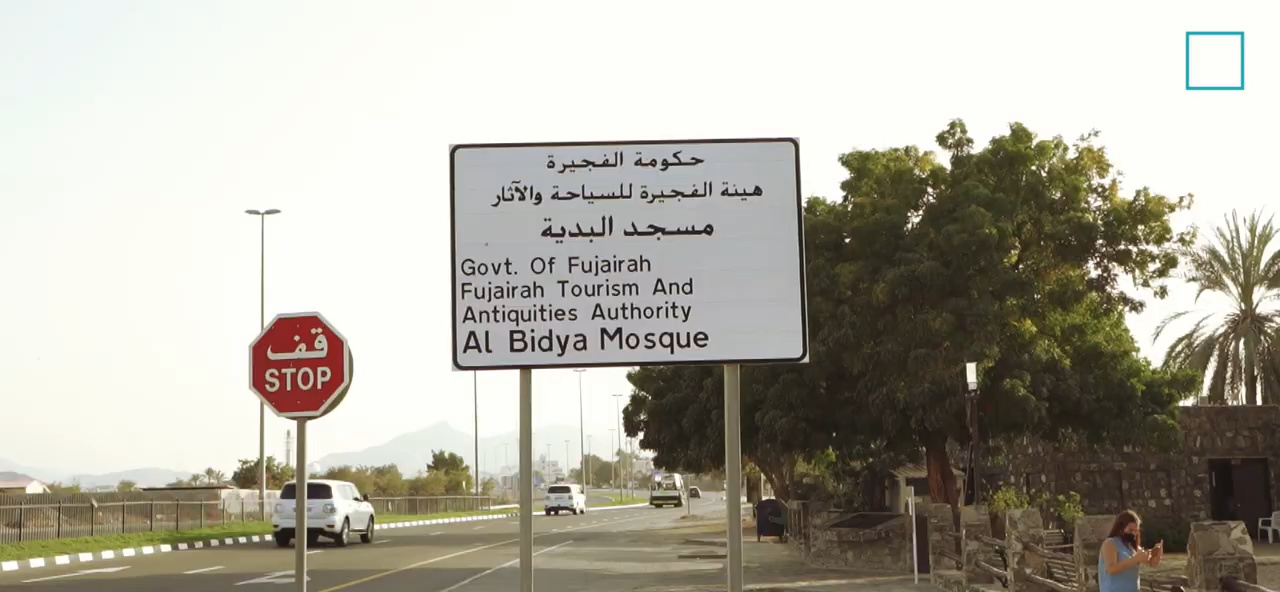 حكومة الفجيرة
هيئة الفجيرة للسياحة والآثار
مسجد البدية
Govt. Of Fujairah
Fujairah Tourism And
Antiquities Authority
Al Bidya Mosque
قف
STOP